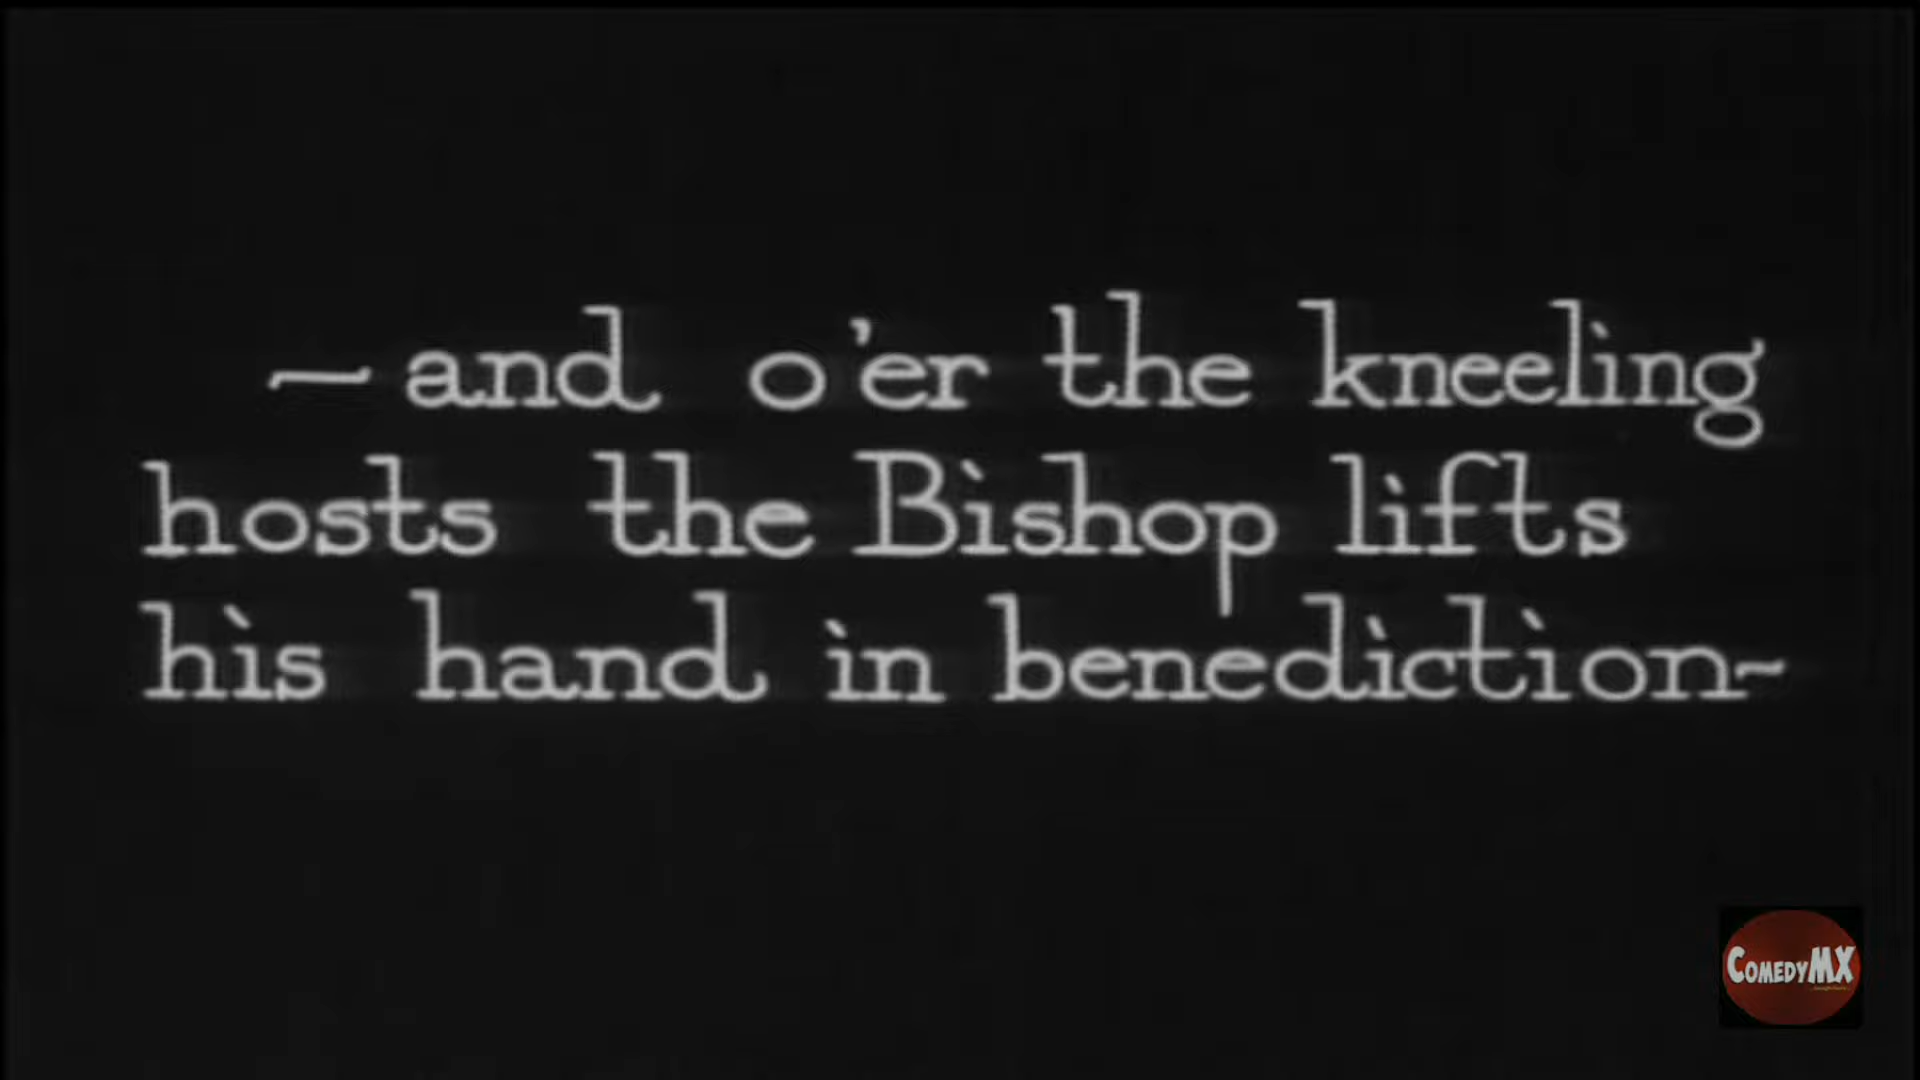 —and o'er the kneeling
hosts the Bishop lifts
his hand in benediction-
COMEDYMX